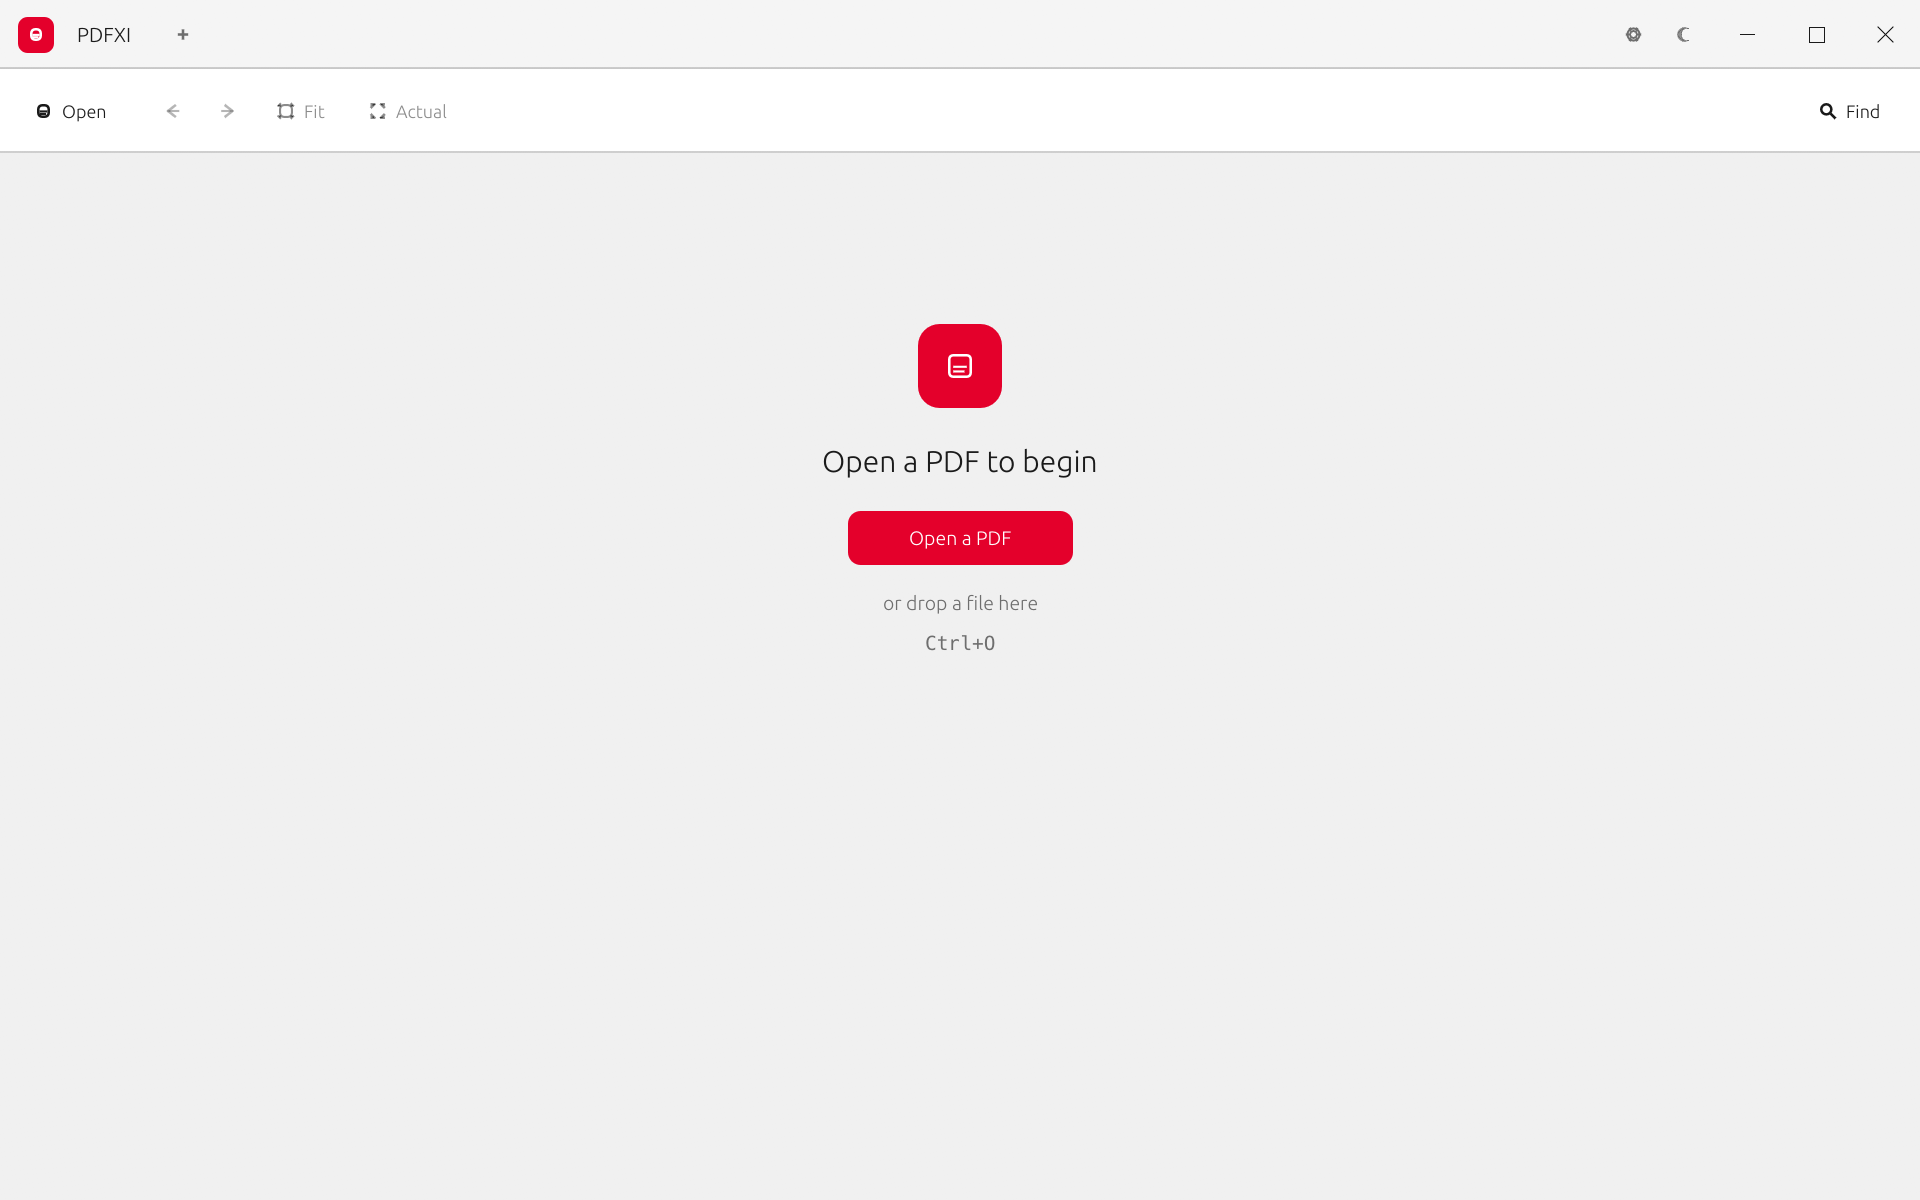 PDFXI +
Open Fit Actual Find
Open a PDF to begin
Open a PDF
or drop a file here
Ctrl+O